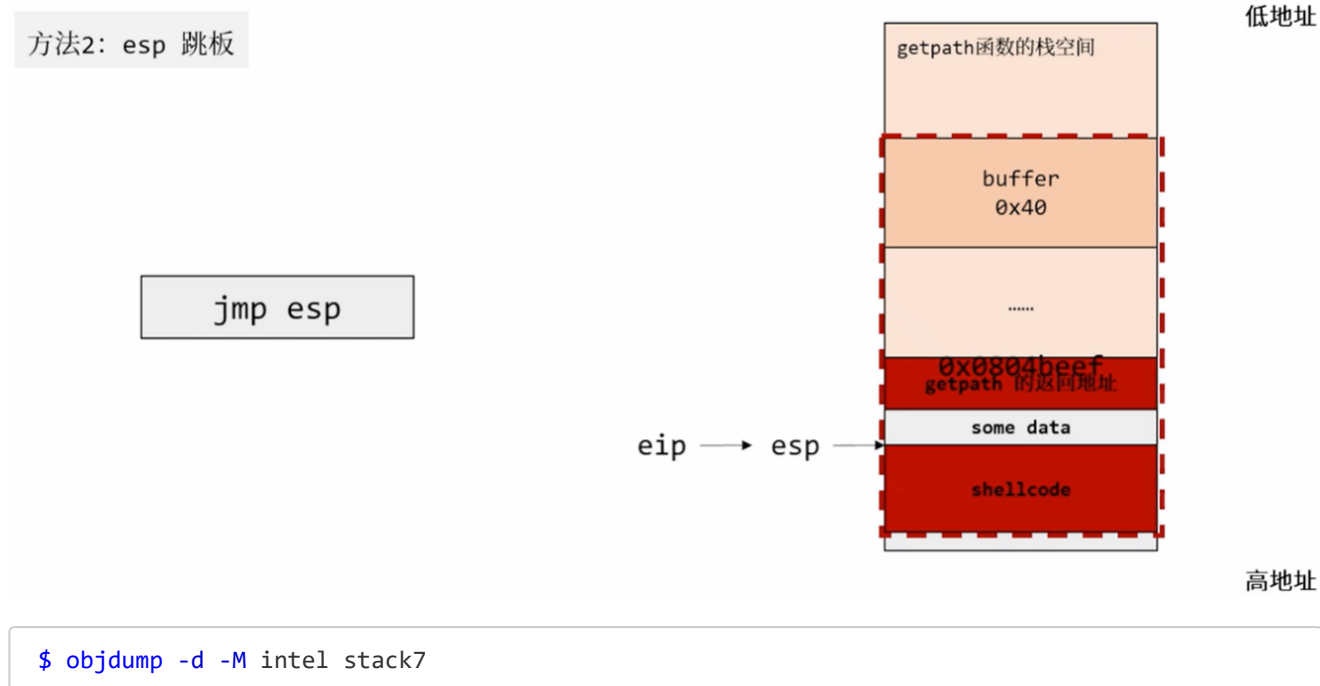 低地址
方法2: esp 跳板
getpath函数的栈空间
buffer
0x40
......
jmp esp
0x0804beef
getpath 的返回地址
some data
eip
esp
shellcode
高地址
$ objdump -d -M intel stack7